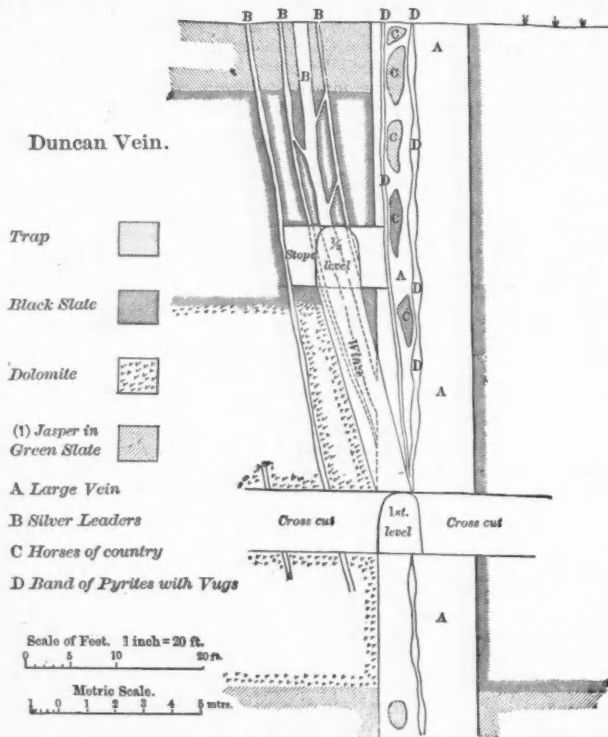 B B B D D
A
C
B
C
Duncan Vein.
C
D
D
Trap
C
½
level
Stope
A
Black Slate
D
C
Winze
Dolomite
D
A
(1) Jasper in
Green Slate
A Large Vein
B Silver Leaders
Cross cut
1st.
level
Cross cut
C Horses of country
D Band of Pyrites with Vugs
A
Scale of Feet. 1 inch = 20 ft.
0 5 10 20 ft.
Metric Scale.
1 0 1 2 3 4 5 mtrs.